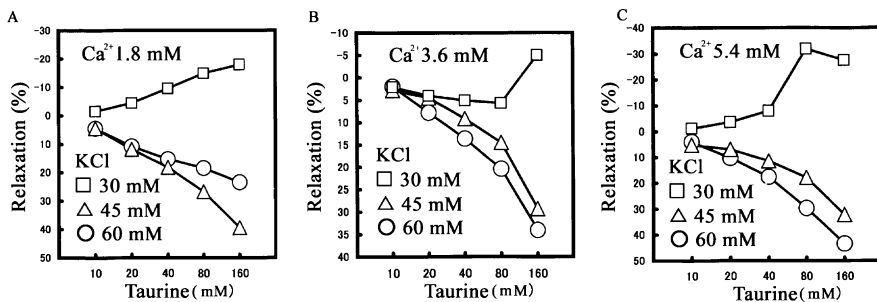 A
Ca²⁺ 1.8 mM
Relaxation (%)
-30
-20
-10
0
10
20
30
40
50
KCl
30 mM
45 mM
60 mM
10 20 40 80 160
Taurine(mM)
B
Ca²⁺ 3.6 mM
Relaxation (%)
-10
-5
0
5
10
15
20
25
30
35
40
KCl
30 mM
45 mM
60 mM
10 20 40 80 160
Taurine(mM)
C
Ca²⁺ 5.4 mM
Relaxation (%)
-40
-30
-20
-10
0
10
20
30
40
50
KCl
30 mM
45 mM
60 mM
10 20 40 80 160
Taurine(mM)